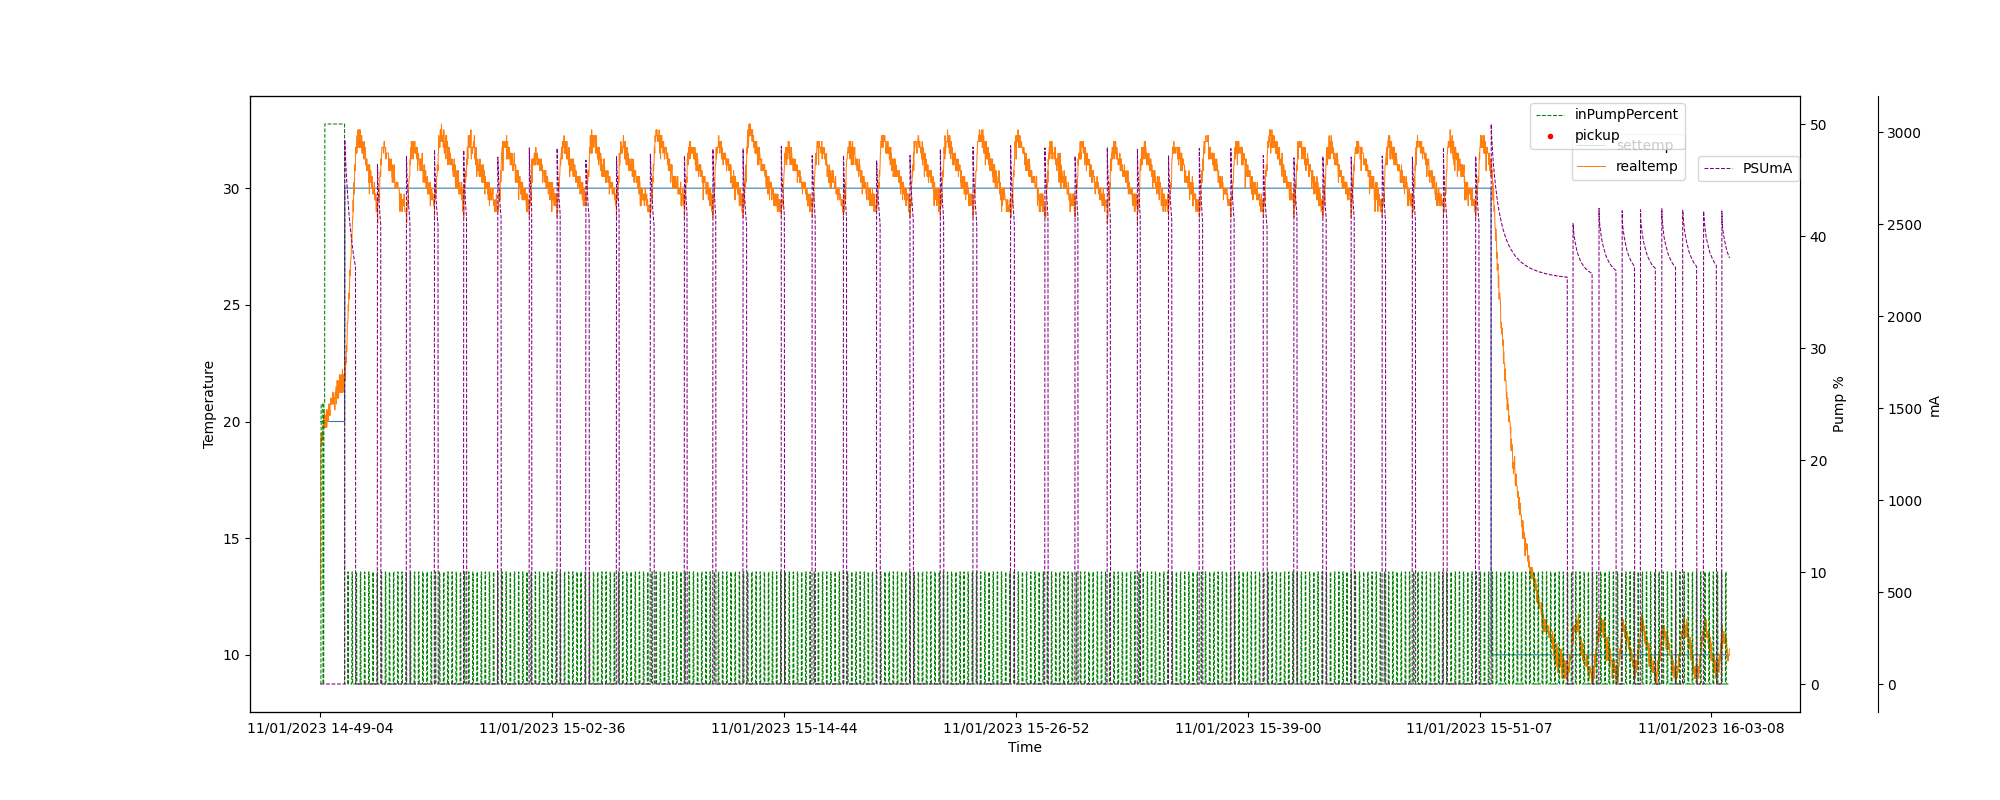 inPumpPercent
pickup
settemp
realtemp
PSUmA
Temperature
30
25
20
15
10
50
40
30
20
10
0
Pump %
3000
2500
2000
1500
1000
500
0
mA
11/01/2023 14-49-04
11/01/2023 15-02-36
11/01/2023 15-14-44
11/01/2023 15-26-52
11/01/2023 15-39-00
11/01/2023 15-51-07
11/01/2023 16-03-08
Time